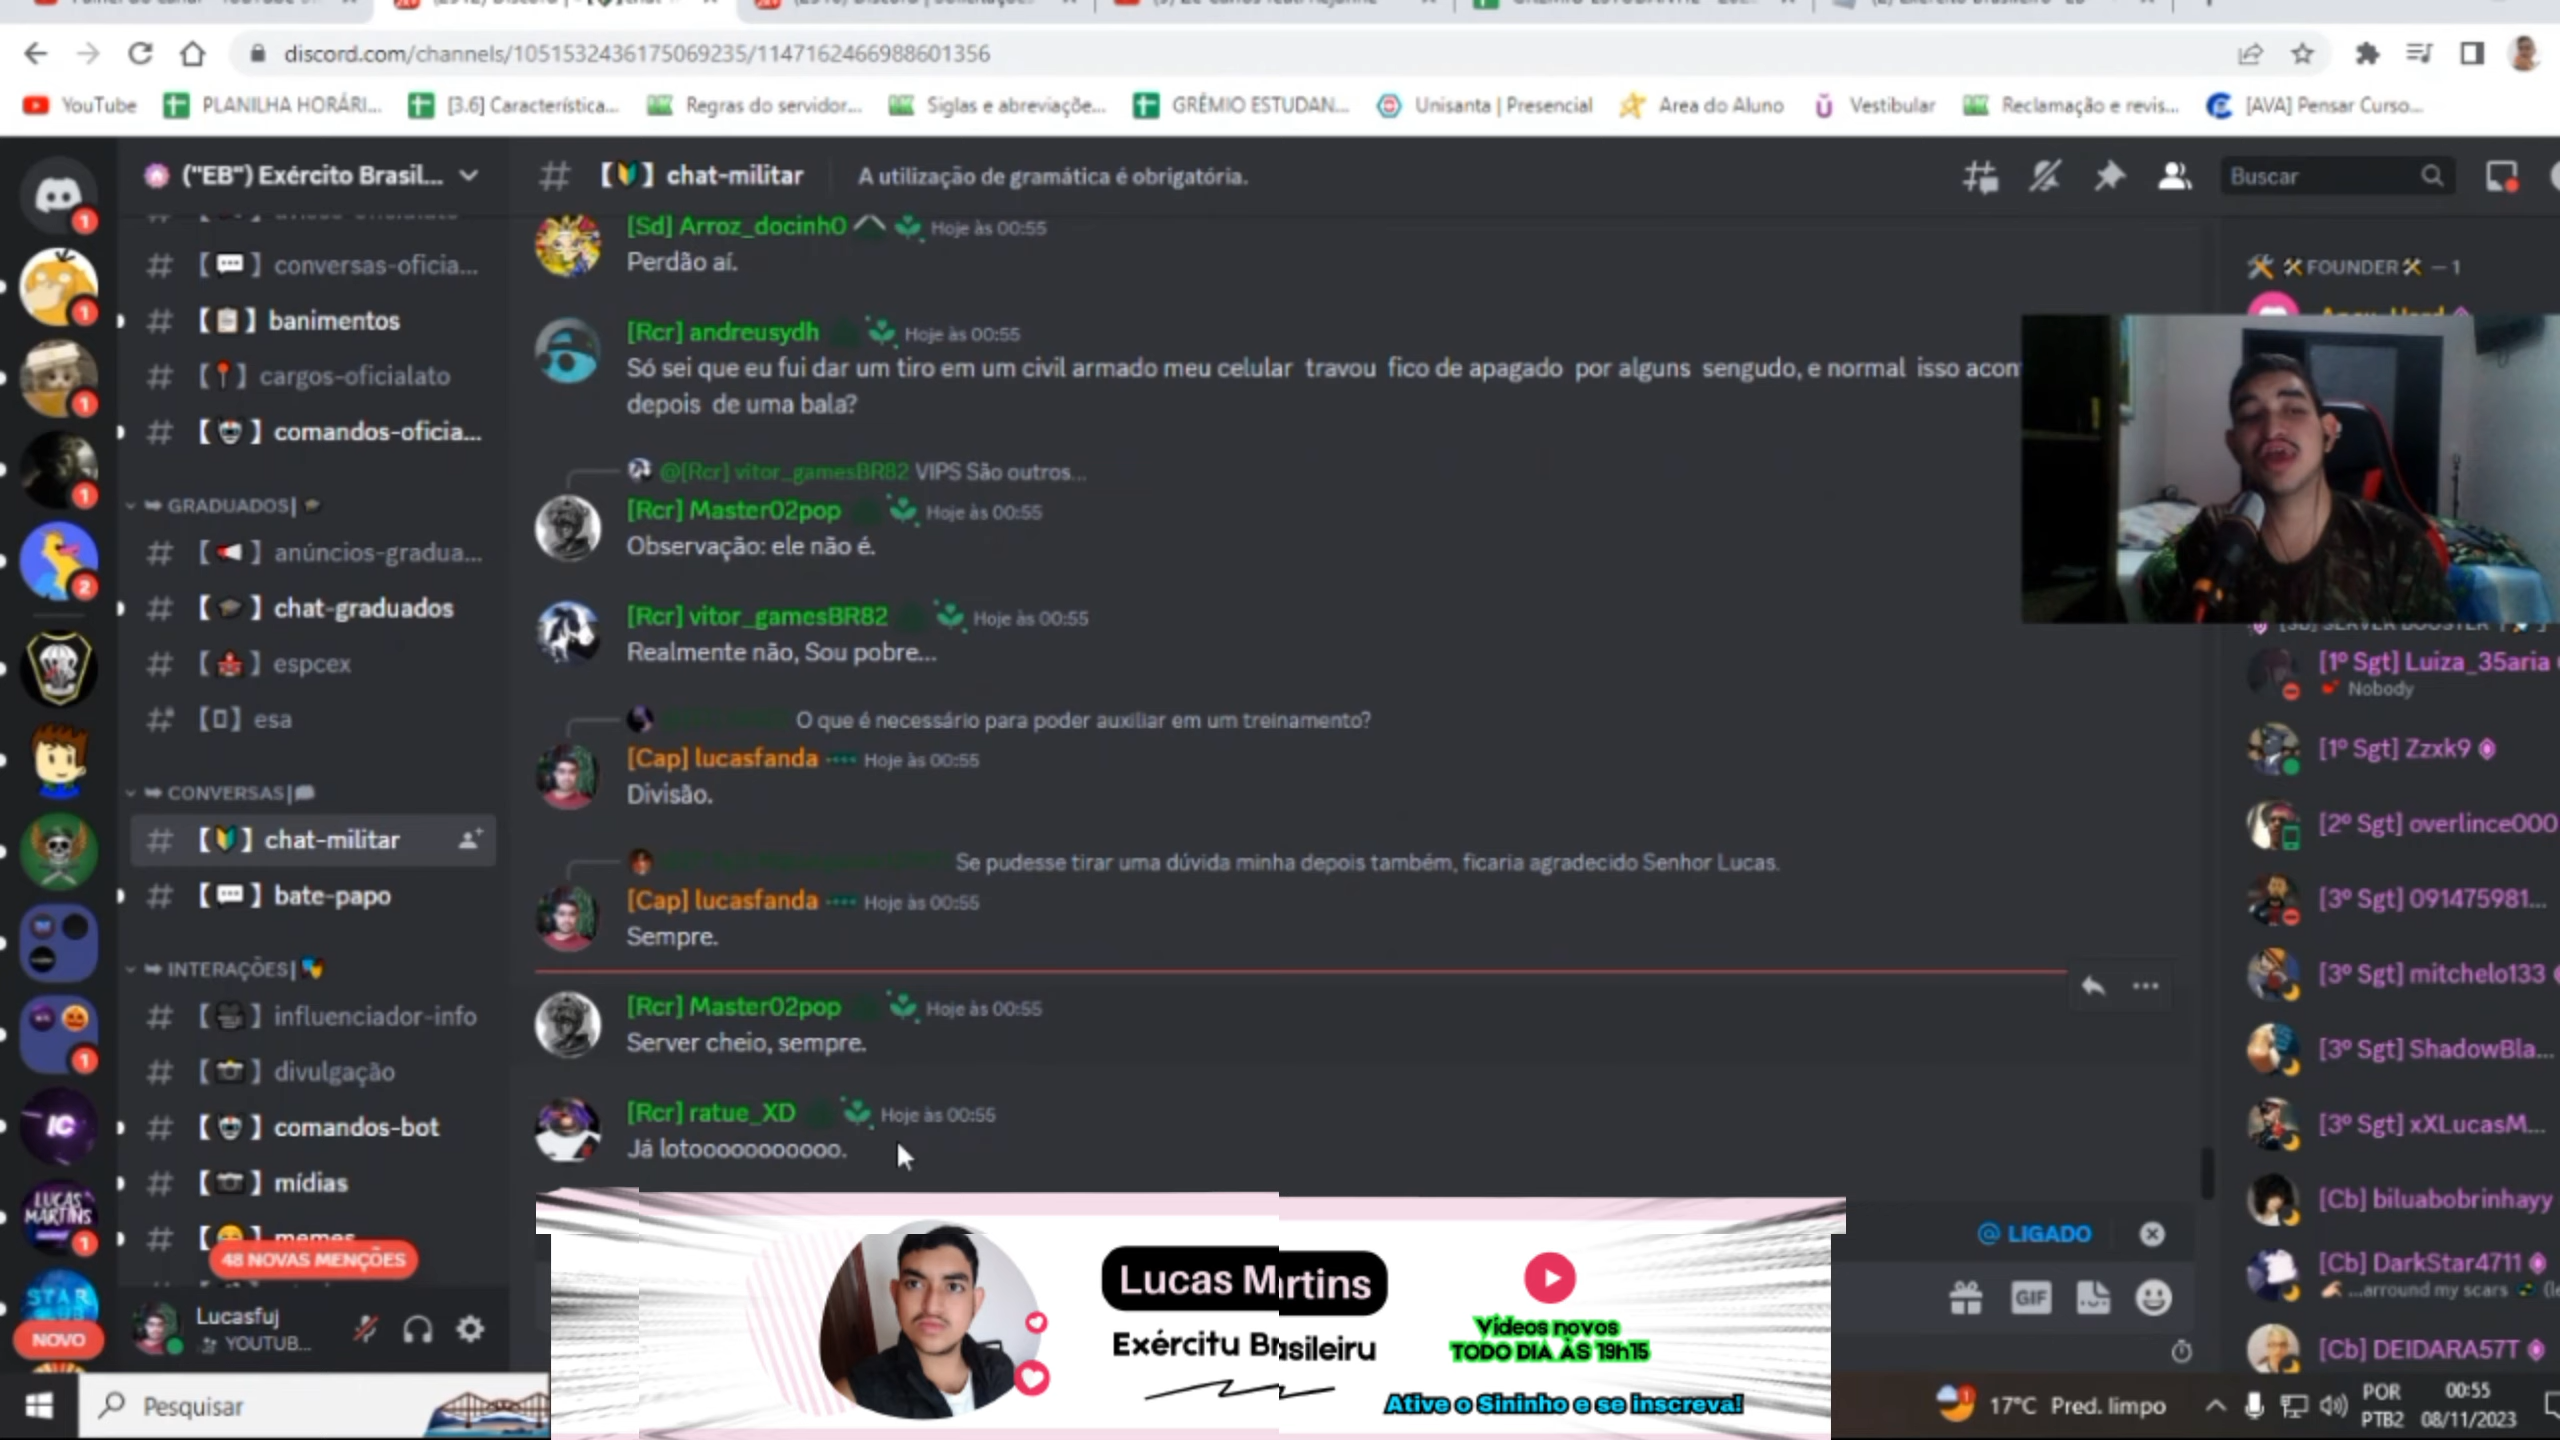 discord.com/channels/1051532436175069235/1147162466988601356
YouTube
PLANILHA HORÁRI...
[3.6] Característica...
Regras do servidor...
Siglas e abreviaçõe...
GRÊMIO ESTUDAN...
Unisanta | Presencial
Area do Aluno
Vestibular
Reclamação e revis...
[AVA] Pensar Curso...
("EB") Exército Brasil...
conversas-oficia...
banimentos
cargos-oficialato
comandos-oficia...
GRADUADOS|
anúncios-gradua...
chat-graduados
espcex
esa
CONVERSAS|
chat-militar
bate-papo
INTERAÇÕES|
influenciador-info
divulgação
comandos-bot
mídias
memes
48 NOVAS MENÇÕES
Lucasfuj
YOUTUB...
LUCAS MARTINS
IC
STAR
NOVO
chat-militar
A utilização de gramática é obrigatória.
Buscar
[Sd] Arroz_docinh0 Hoje às 00:55
Perdão aí.
[Rcr] andreusydh Hoje às 00:55
Só sei que eu fui dar um tiro em um civil armado meu celular travou fico de apagado por alguns sengudo, e normal isso acon
depois de uma bala?
@[Rcr] vitor_gamesBR82 VIPS São outros...
[Rcr] Master02pop Hoje às 00:55
Observação: ele não é.
[Rcr] vitor_gamesBR82 Hoje às 00:55
Realmente não, Sou pobre...
O que é necessário para poder auxiliar em um treinamento?
[Cap] lucasfanda Hoje às 00:55
Divisão.
Se pudesse tirar uma dúvida minha depois também, ficaria agradecido Senhor Lucas.
[Cap] lucasfanda Hoje às 00:55
Sempre.
[Rcr] Master02pop Hoje às 00:55
Server cheio, sempre.
[Rcr] ratue_XD Hoje às 00:55
Já lotooooooooooo.
@ LIGADO
GIF
FOUNDER — 1
[1º Sgt] Luiza_35aria
Nobody
[1º Sgt] Zzxk9
[2º Sgt] overlince000
[3º Sgt] 091475981...
[3º Sgt] mitchelo133
[3º Sgt] ShadowBla...
[3º Sgt] xXLucasM...
[Cb] biluabobrinhayy
[Cb] DarkStar4711
...arround my scars
[Cb] DEIDARA57T
Lucas Martins
Exércitu Brasileiru
Vídeos novos
TODO DIA ÀS 19h15
Ative o Sininho e se inscreva!
Pesquisar
17°C Pred. limpo
POR
PTB2
00:55
08/11/2023